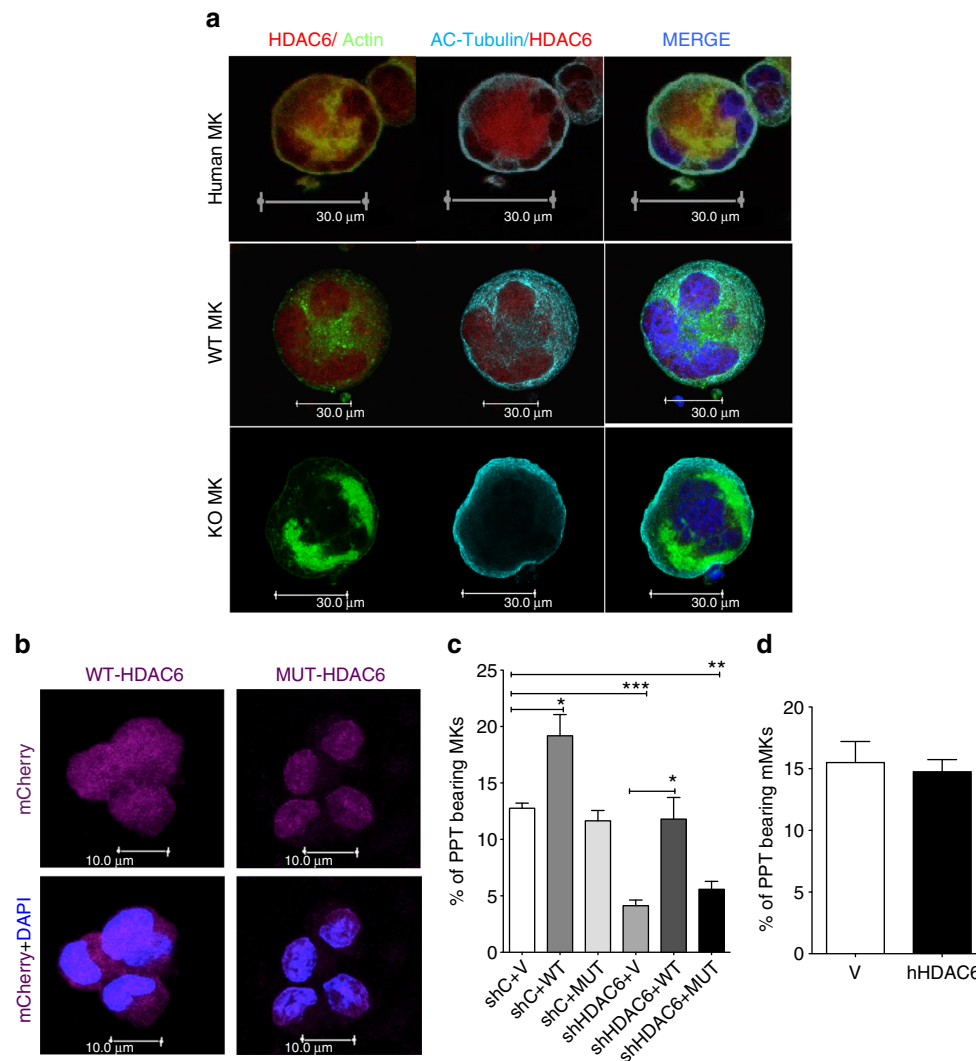 a
HDAC6/ Actin
AC-Tubulin/HDAC6
MERGE
Human MK
30.0 µm
30.0 µm
30.0 µm
WT MK
30.0 µm
30.0 µm
30.0 µm
KO MK
30.0 µm
30.0 µm
30.0 µm
b
WT-HDAC6
MUT-HDAC6
mCherry
10.0 µm
10.0 µm
mCherry+DAPI
10.0 µm
10.0 µm
c
% of PPT bearing MKs
25
20
15
10
5
0
*
***
**
*
shC+V
shC+WT
shC+MUT
shHDAC6+V
shHDAC6+WT
shHDAC6+MUT
d
% of PPT bearing mMKs
20
15
10
5
0
V
hHDAC6